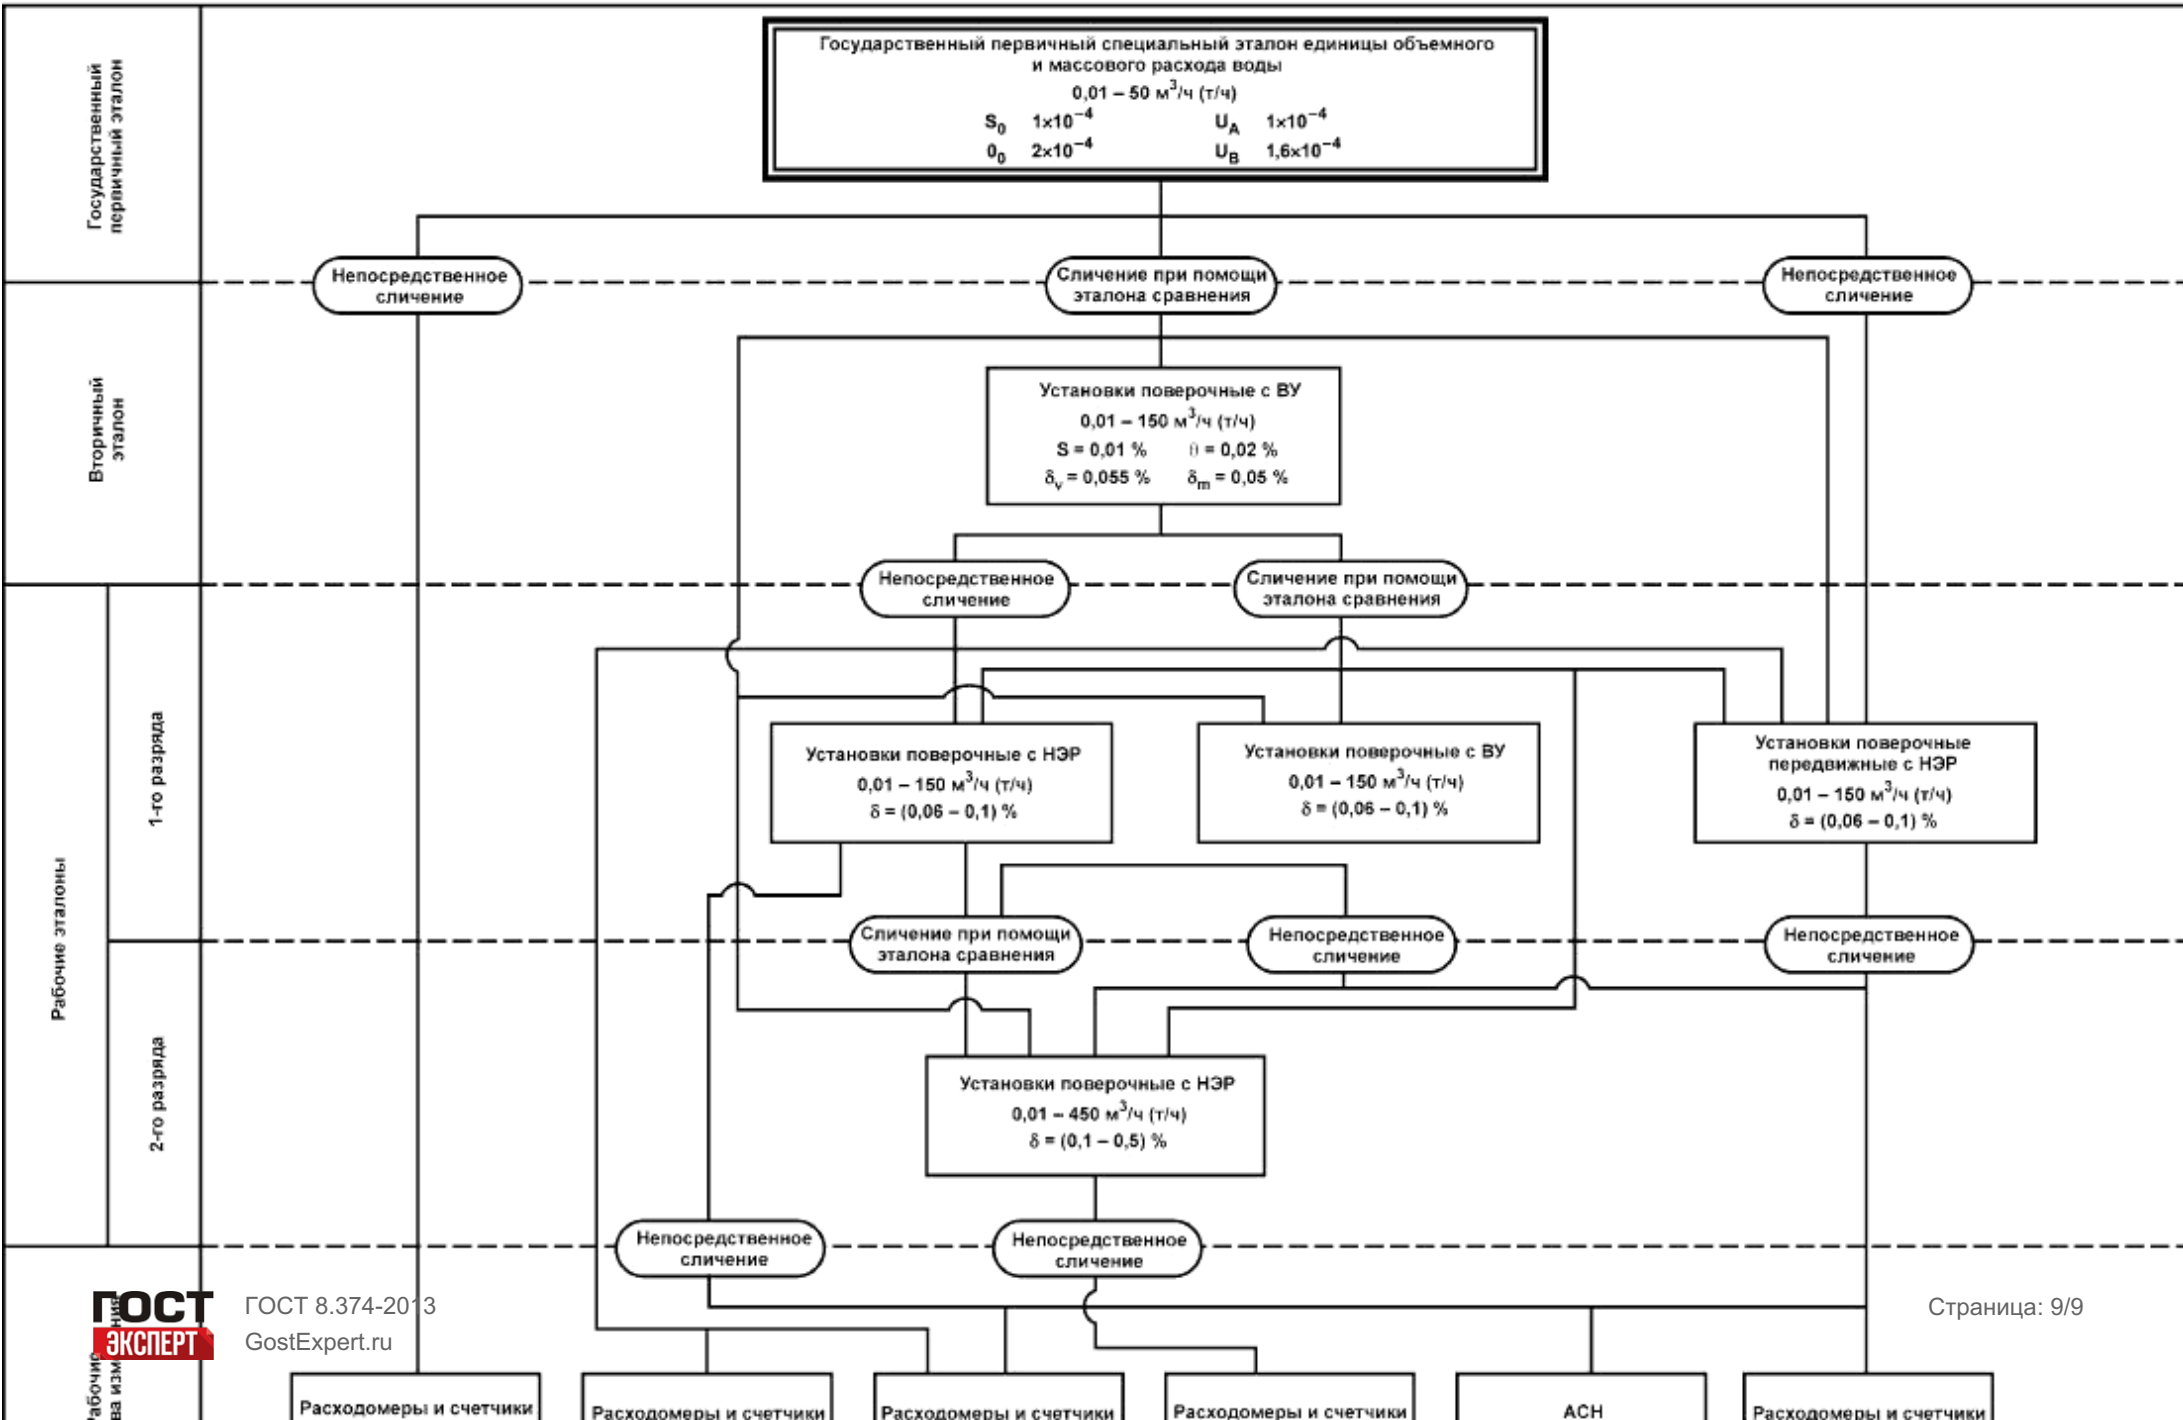 Государственный первичный эталон
Государственный первичный специальный эталон единицы объемного
и массового расхода воды
0,01 – 50 м³/ч (т/ч)
S₀ 1×10⁻⁴ U_A 1×10⁻⁴
0₀ 2×10⁻⁴ U_B 1,6×10⁻⁴
Непосредственное
сличение
Сличение при помощи
эталона сравнения
Непосредственное
сличение
Вторичный
эталон
Установки поверочные с ВУ
0,01 – 150 м³/ч (т/ч)
S = 0,01 % θ = 0,02 %
δ_v = 0,055 % δ_m = 0,05 %
Непосредственное
сличение
Сличение при помощи
эталона сравнения
Рабочие эталоны
1-го разряда
Установки поверочные с НЭР
0,01 – 150 м³/ч (т/ч)
δ = (0,06 – 0,1) %
Установки поверочные с ВУ
0,01 – 150 м³/ч (т/ч)
δ = (0,06 – 0,1) %
Установки поверочные
передвижные с НЭР
0,01 – 150 м³/ч (т/ч)
δ = (0,06 – 0,1) %
Сличение при помощи
эталона сравнения
Непосредственное
сличение
Непосредственное
сличение
2-го разряда
Установки поверочные с НЭР
0,01 – 450 м³/ч (т/ч)
δ = (0,1 – 0,5) %
Непосредственное
сличение
Непосредственное
сличение
ГОСТ
ЭКСПЕРТ
ГОСТ 8.374-2013
GostExpert.ru
Страница: 9/9
Расходомеры и счетчики
Расходомеры и счетчики
Расходомеры и счетчики
Расходомеры и счетчики
АСН
Расходомеры и счетчики